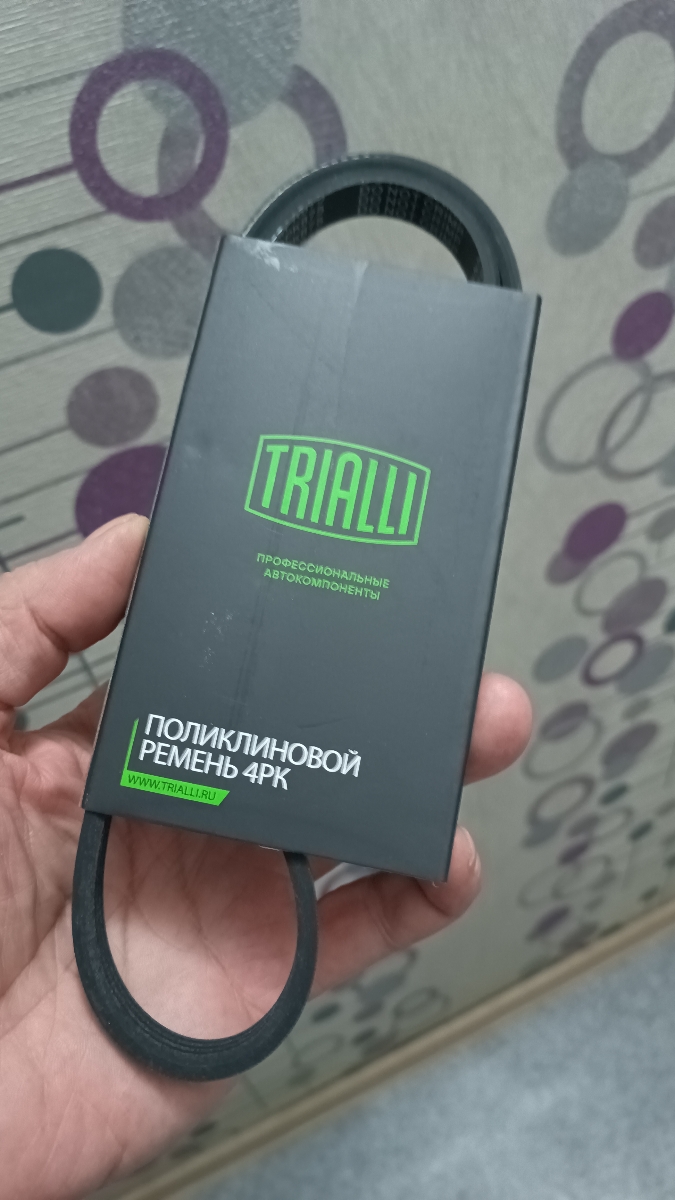 TRIALLI
ПРОФЕССИОНАЛЬНЫЕ
АВТОКОМПОНЕНТЫ
ПОЛИКЛИНОВОЙ
РЕМЕНЬ 4PK
WWW.TRIALLI.RU